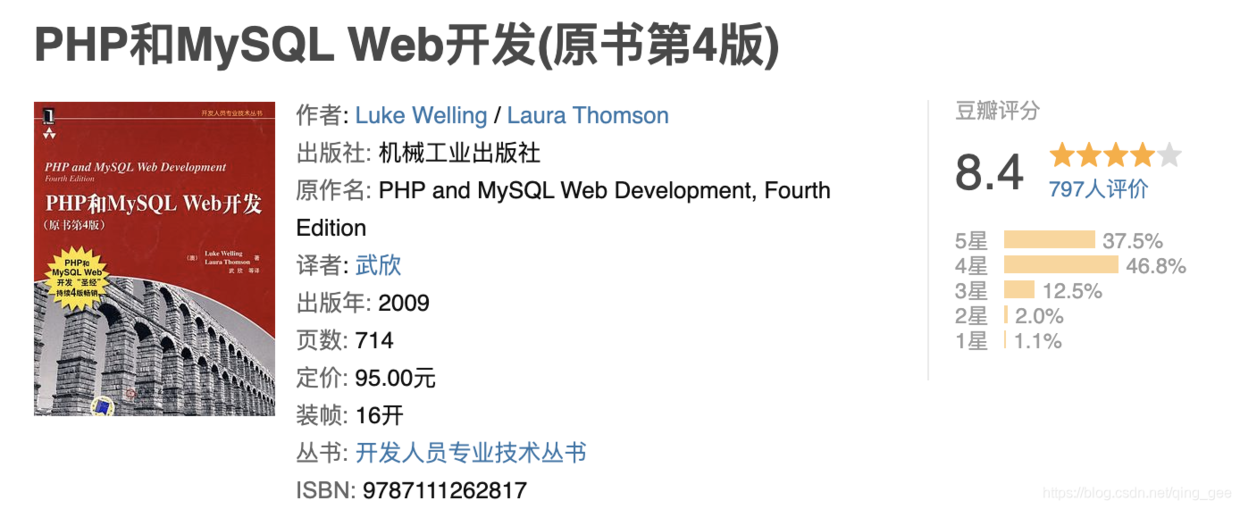 PHP和MySQL Web开发(原书第4版)
开发人员专业技术丛书
PHP and MySQL Web Development
Fourth Edition
PHP和MySQL Web开发
(原书第4版)
(澳) Luke Welling 著
Laura Thomson
武 欣 等译
PHP和
MySQL Web
开发“圣经”
持续4版畅销
作者: Luke Welling / Laura Thomson
出版社: 机械工业出版社
原作名: PHP and MySQL Web Development, Fourth
Edition
译者: 武欣
出版年: 2009
页数: 714
定价: 95.00元
装帧: 16开
丛书: 开发人员专业技术丛书
ISBN: 9787111262817
豆瓣评分
8.4
797人评价
5星 37.5%
4星 46.8%
3星 12.5%
2星 2.0%
1星 1.1%
https://blog.csdn.net/qing_gee